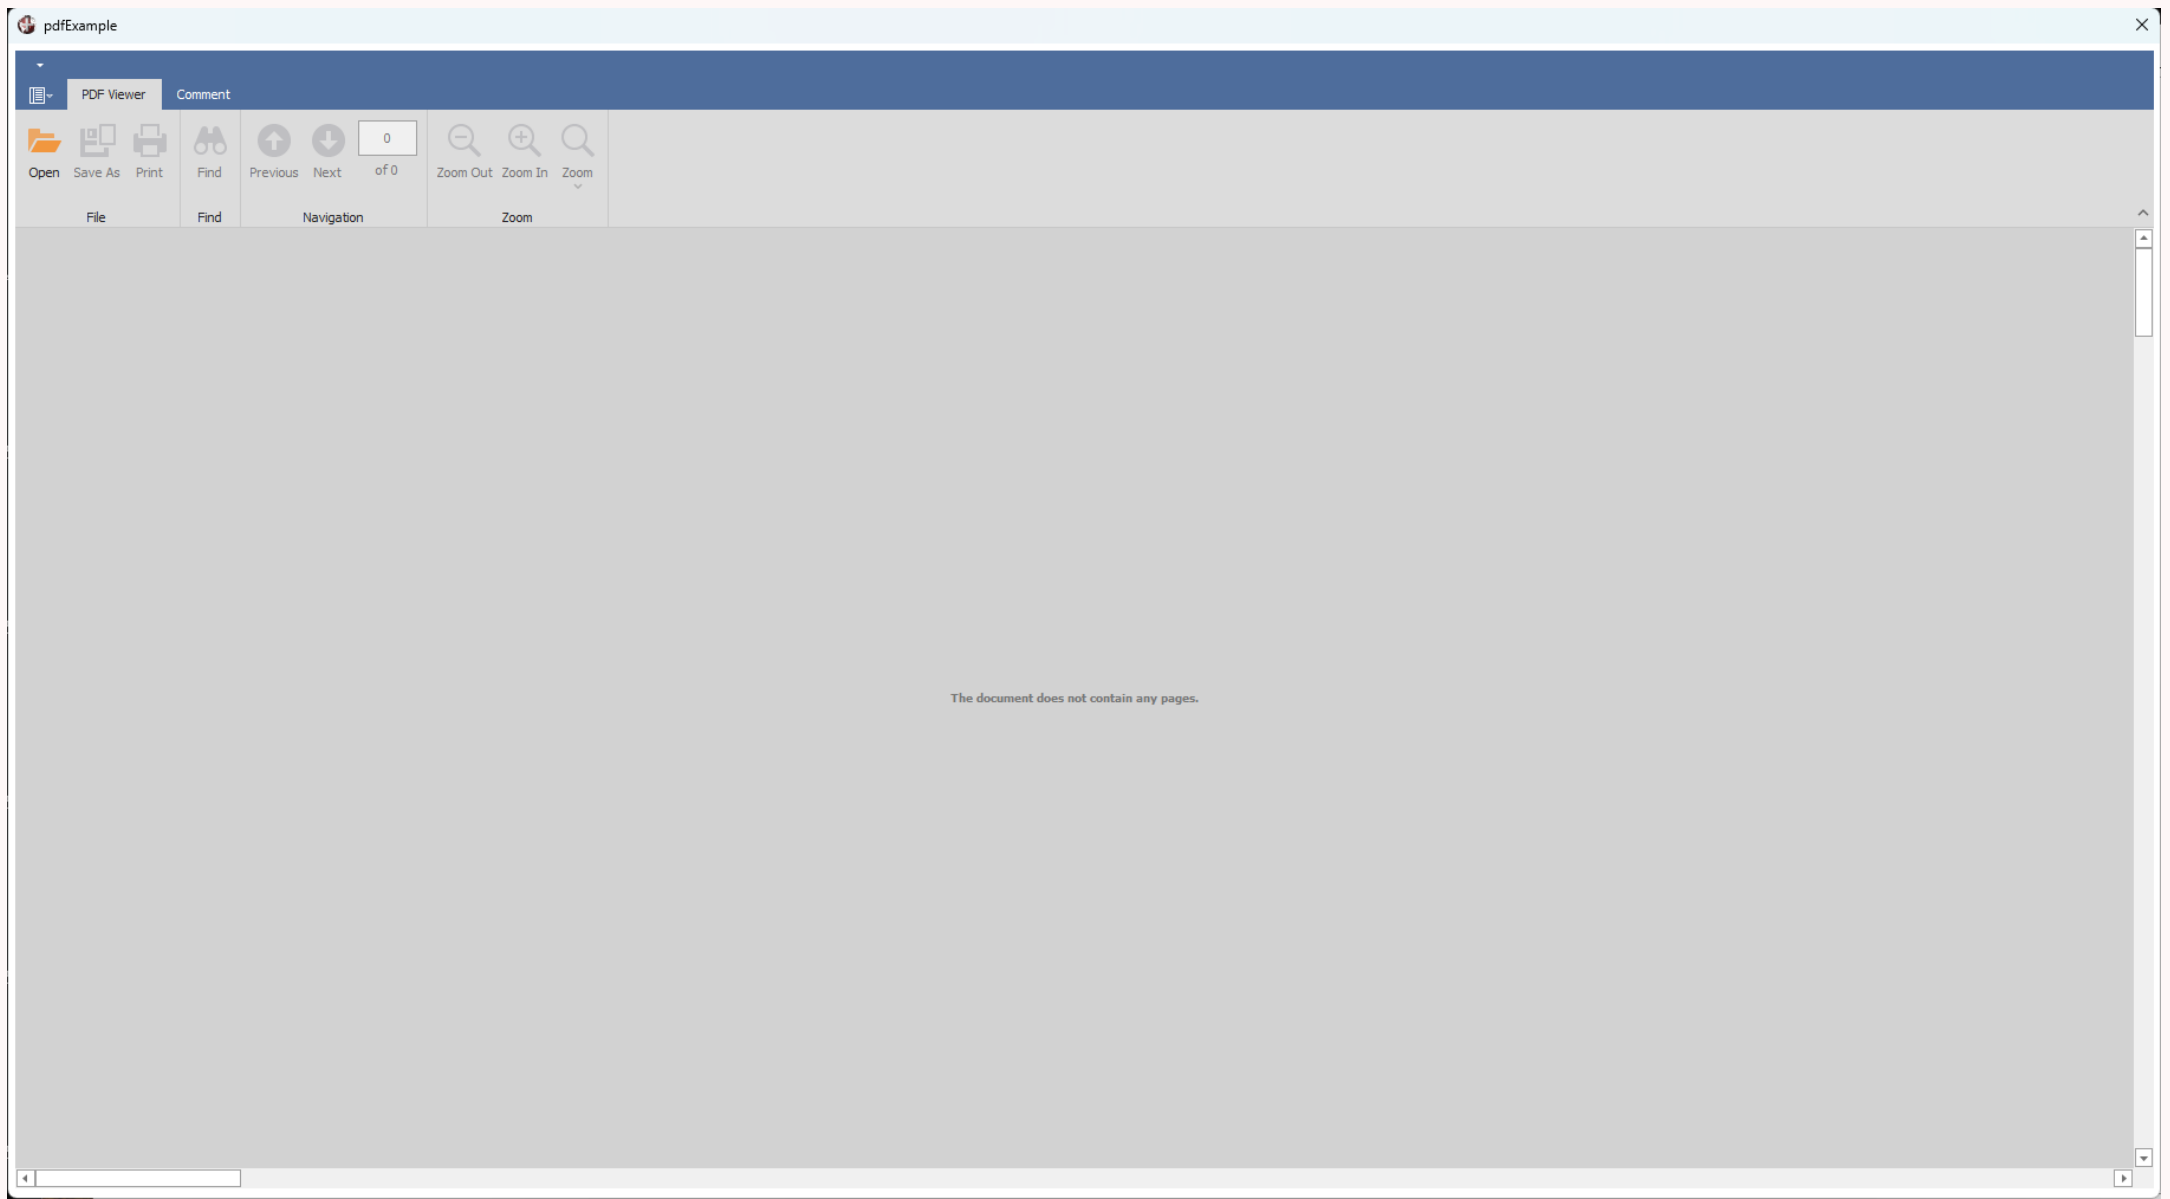 pdfExample
PDF Viewer Comment
0
of 0
Open Save As Print Find Previous Next Zoom Out Zoom In Zoom
File Find Navigation Zoom
The document does not contain any pages.